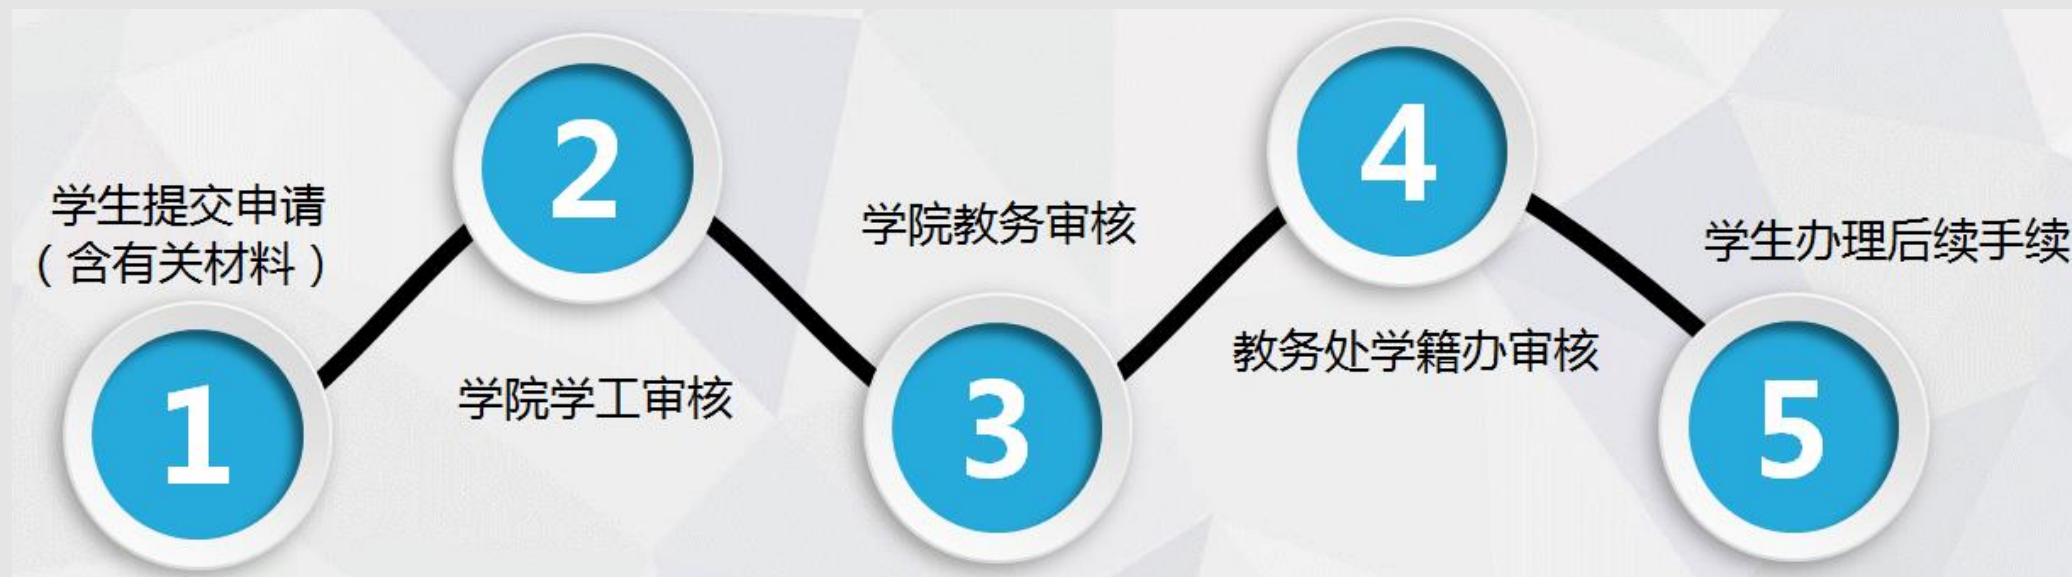 学生提交申请
（含有关材料）
1
2
学院学工审核
学院教务审核
3
4
教务处学籍办审核
学生办理后续手续
5